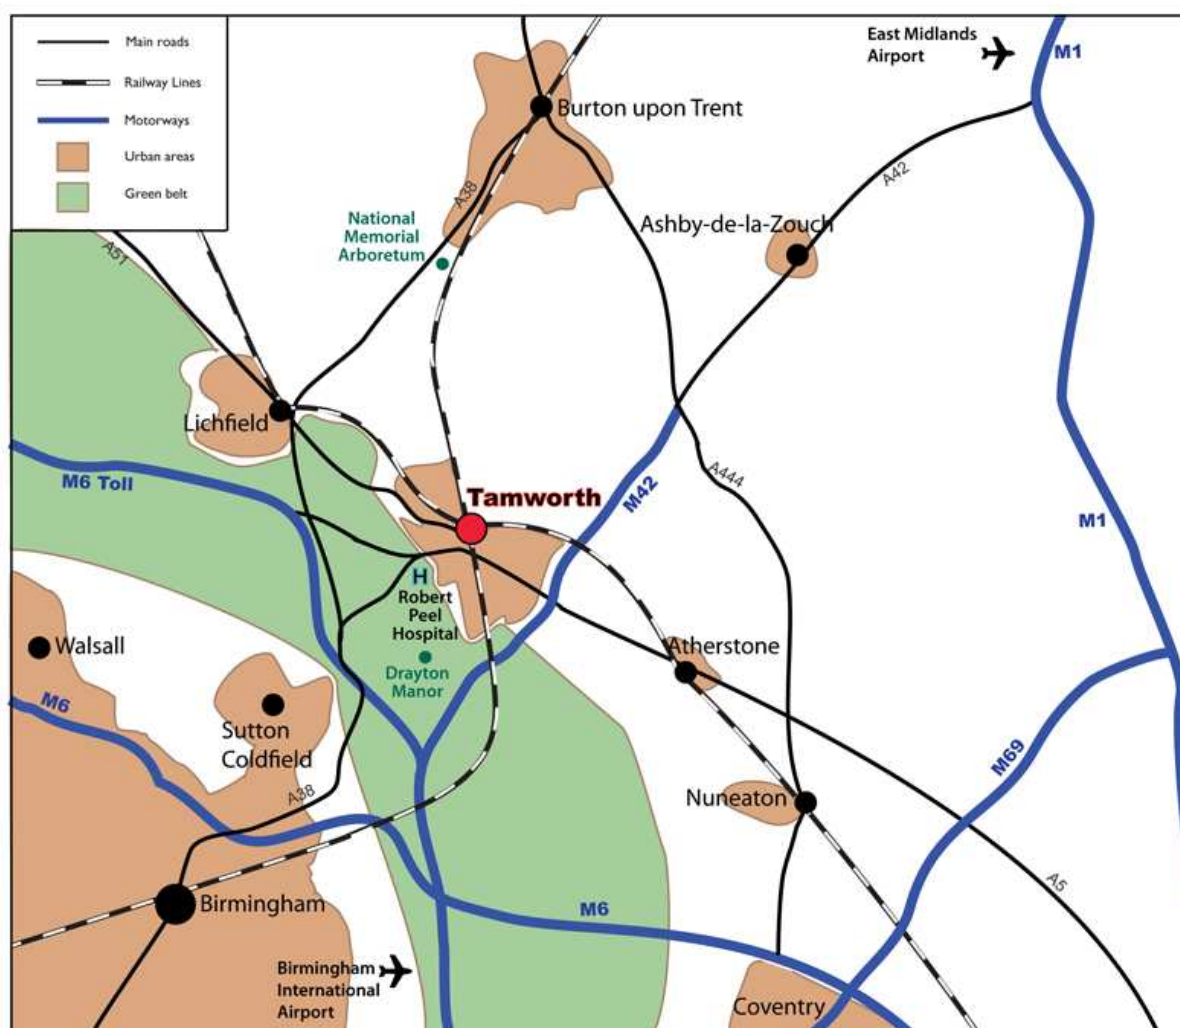 Main roads
Railway Lines
Motorways
Urban areas
Green belt
East Midlands
Airport
M1
Burton upon Trent
A42
A38
National
Memorial
Arboretum
Ashby-de-la-Zouch
A51
Lichfield
M6 Toll
Tamworth
M42
A444
M1
H
Robert
Peel
Hospital
Walsall
Atherstone
Drayton
Manor
M6
Sutton
Coldfield
M69
A38
Nuneaton
A5
Birmingham
M6
Birmingham
International
Airport
Coventry